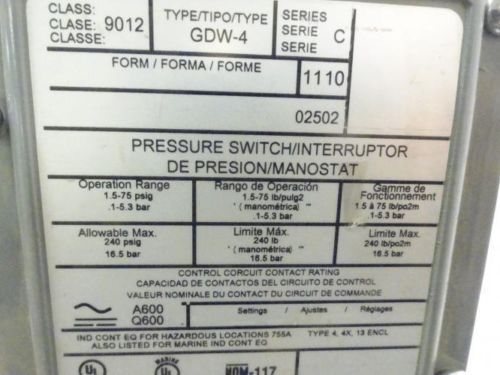 CLASS:
CLASE: 9012
CLASSE:
TYPE/TIPO/TYPE
GDW-4
SERIES
SERIE C
SERIE
FORM / FORMA / FORME
1110
02502
PRESSURE SWITCH/INTERRUPTOR
DE PRESION/MANOSTAT
Operation Range
1.5-75 psig
.1-5.3 bar
Rango de Operación
1.5-75 lb/pulg2
( manométrica)
.1-5.3 bar
Gamme de
Fonctionnement
1.5 à 75 lb/po2m
.1-5.3 bar
Allowable Max.
240 psig
16.5 bar
Limite Máx.
240 lb
( manométrica)
16.5 bar
Limite Max.
240 lb/po2m
16.5 bar
CONTROL CORCUIT CONTACT RATING
CAPACIDAD DE CONTACTOS DEL CIRCUITO DE CONTROL
VALEUR NOMINALE DU CONTACT DU CIRCUIT DE COMMANDE
A600
Q600
Settings / Ajustes / Réglages
IND CONT EQ FOR HAZARDOUS LOCATIONS 755A TYPE 4, 4X, 13 ENCL
ALSO LISTED FOR MARINE IND CONT EQ
UL MARINE UL NOM-117